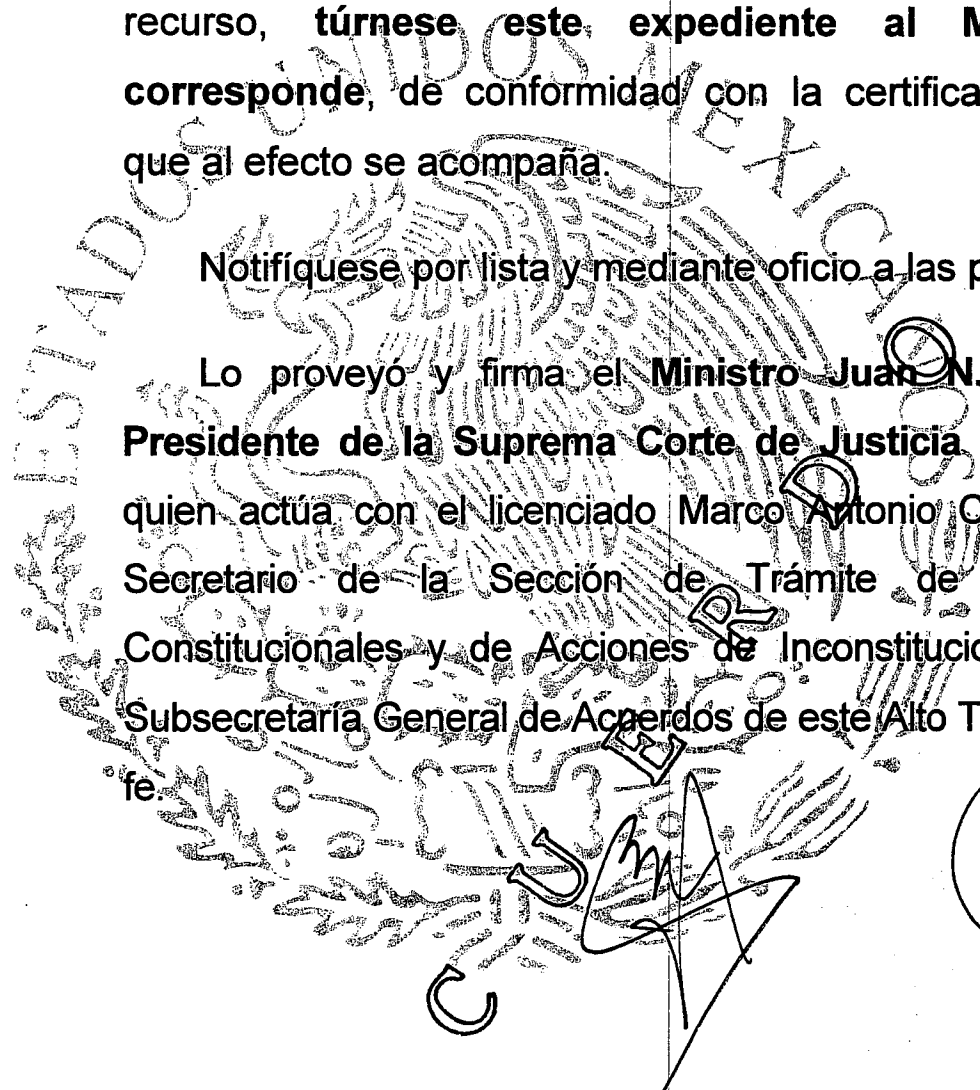 recurso, túrnese este expediente al M
corresponde, de conformidad con la certifica
que al efecto se acompaña.
Notifíquese por lista y mediante oficio a las p
Lo proveyó y firma el Ministro Juan N.
Presidente de la Suprema Corte de Justicia
quien actúa con el licenciado Marco Antonio C
Secretario de la Sección de Trámite de
Constitucionales y de Acciones de Inconstitucio
Subsecretaría General de Acuerdos de este Alto T
fe.
ESTADOS UNIDOS MEXICANOS
C U E R D O